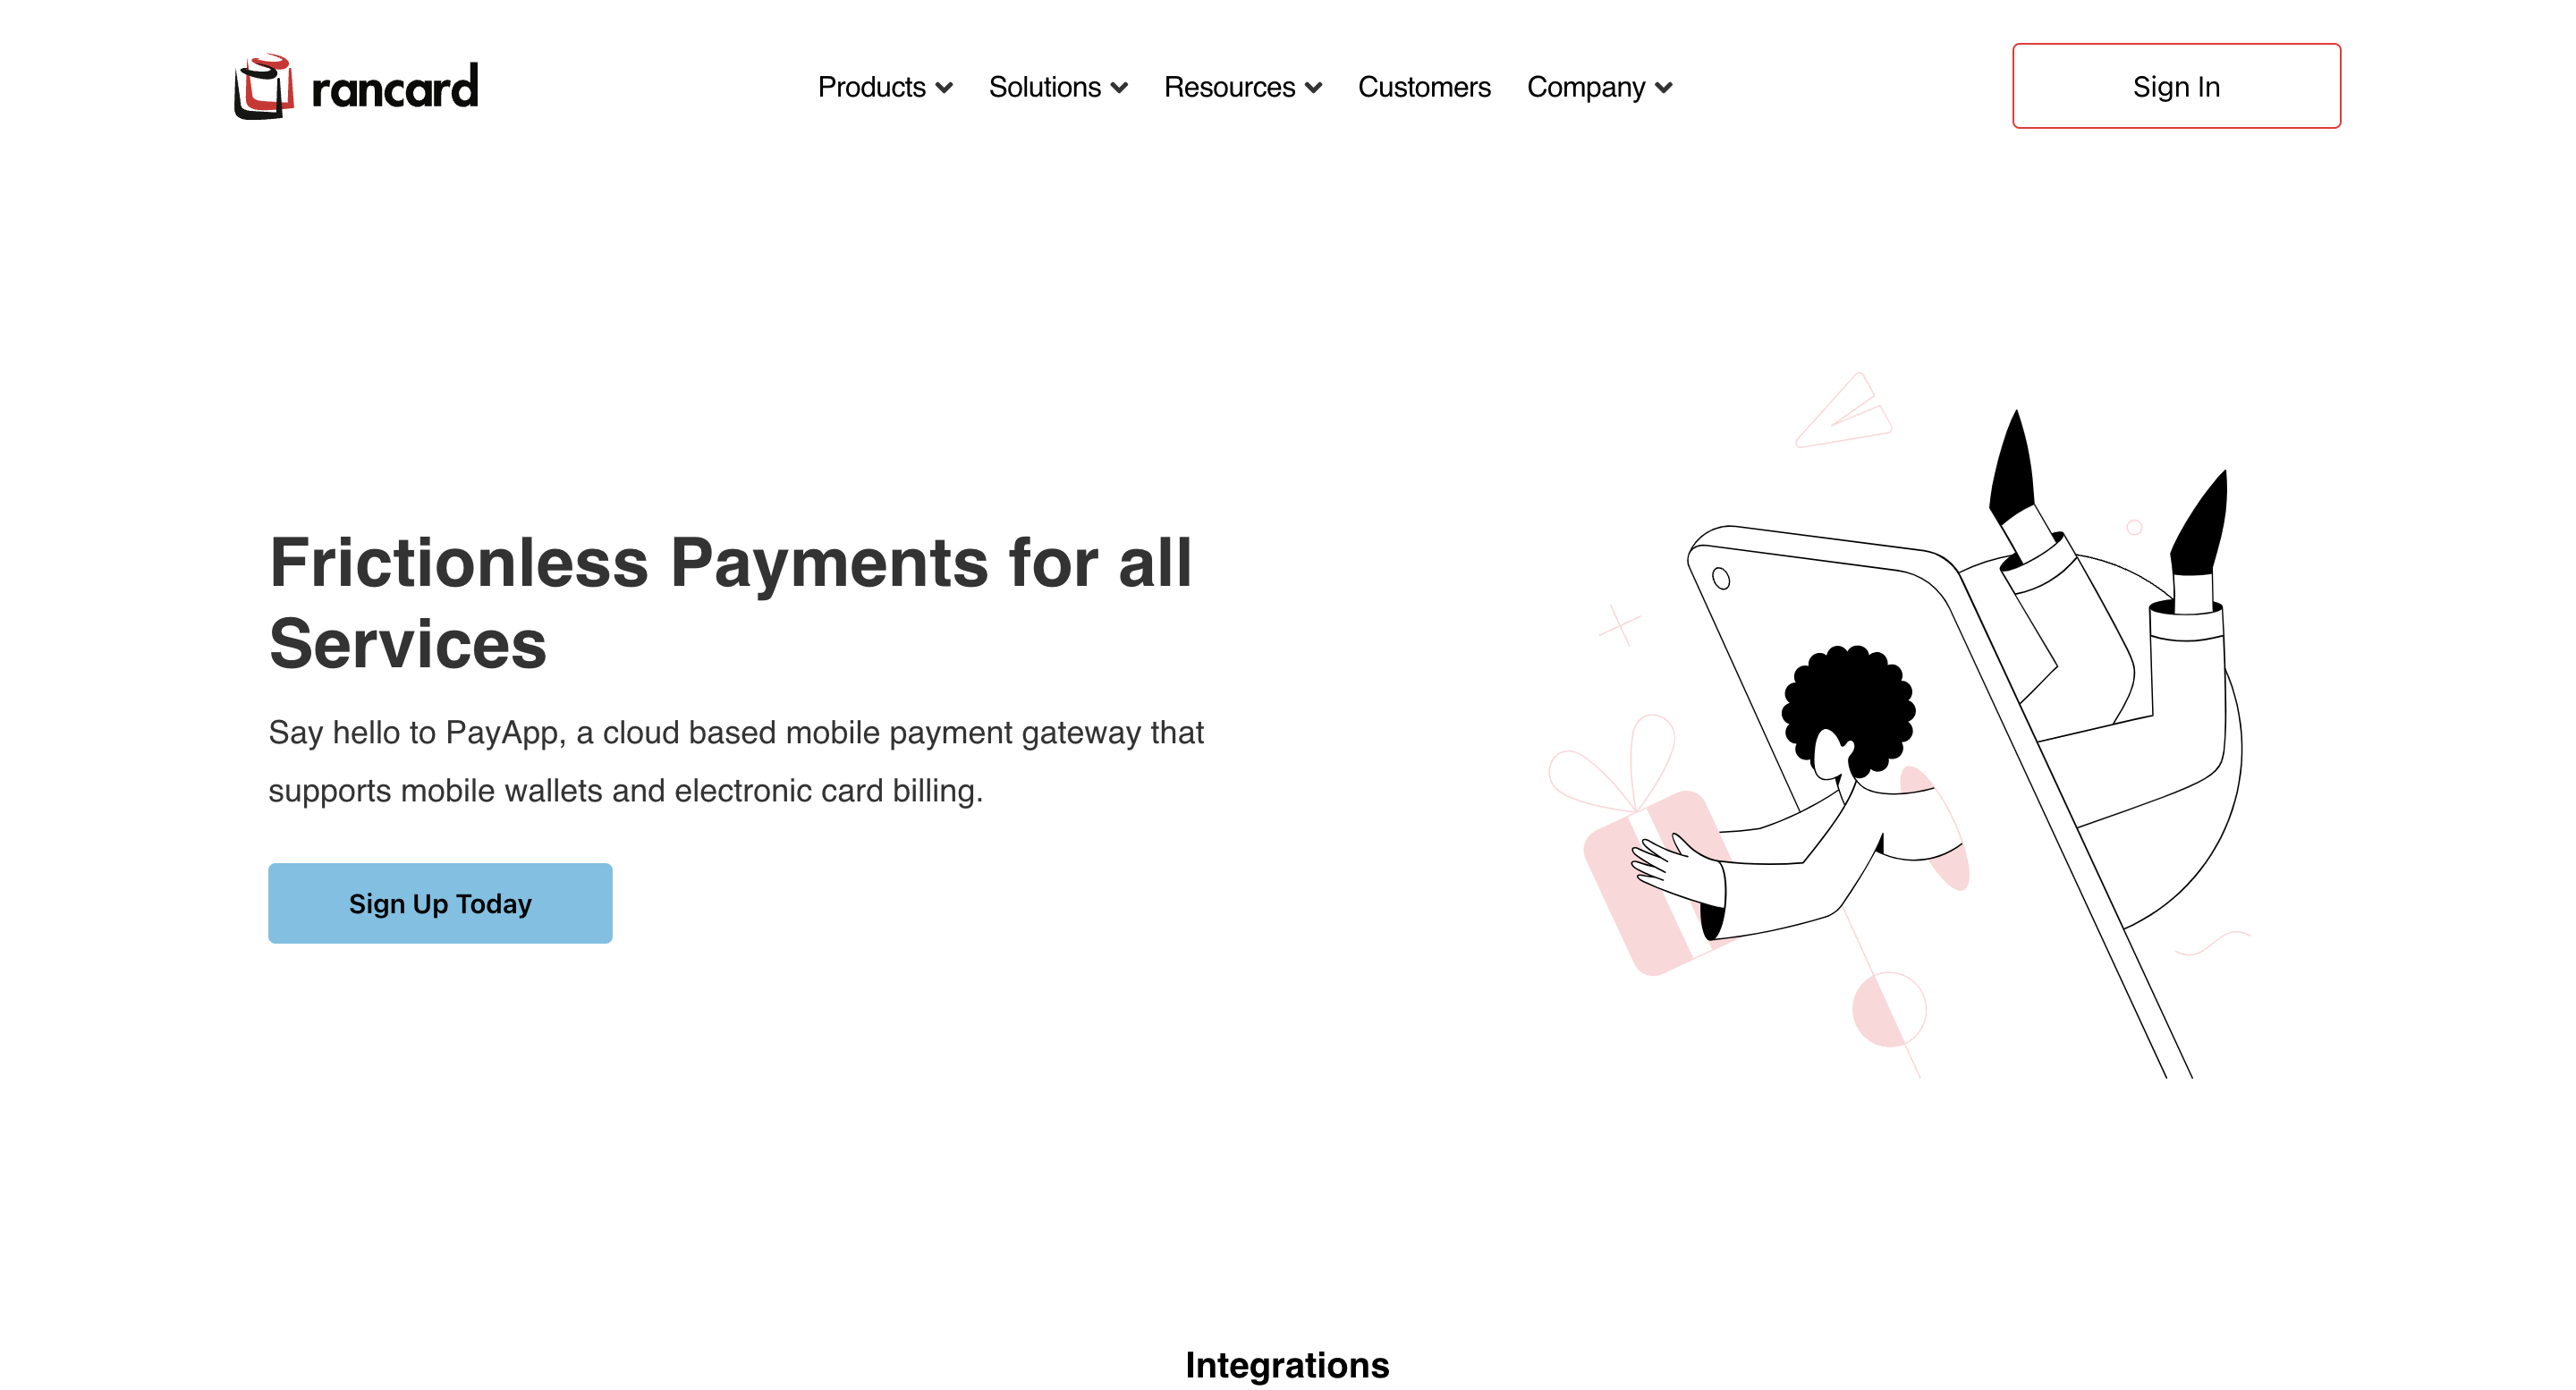 rancard
Products
Solutions
Resources
Customers
Company
Sign In
Frictionless Payments for all
Services
Say hello to PayApp, a cloud based mobile payment gateway that
supports mobile wallets and electronic card billing.
Sign Up Today
Integrations